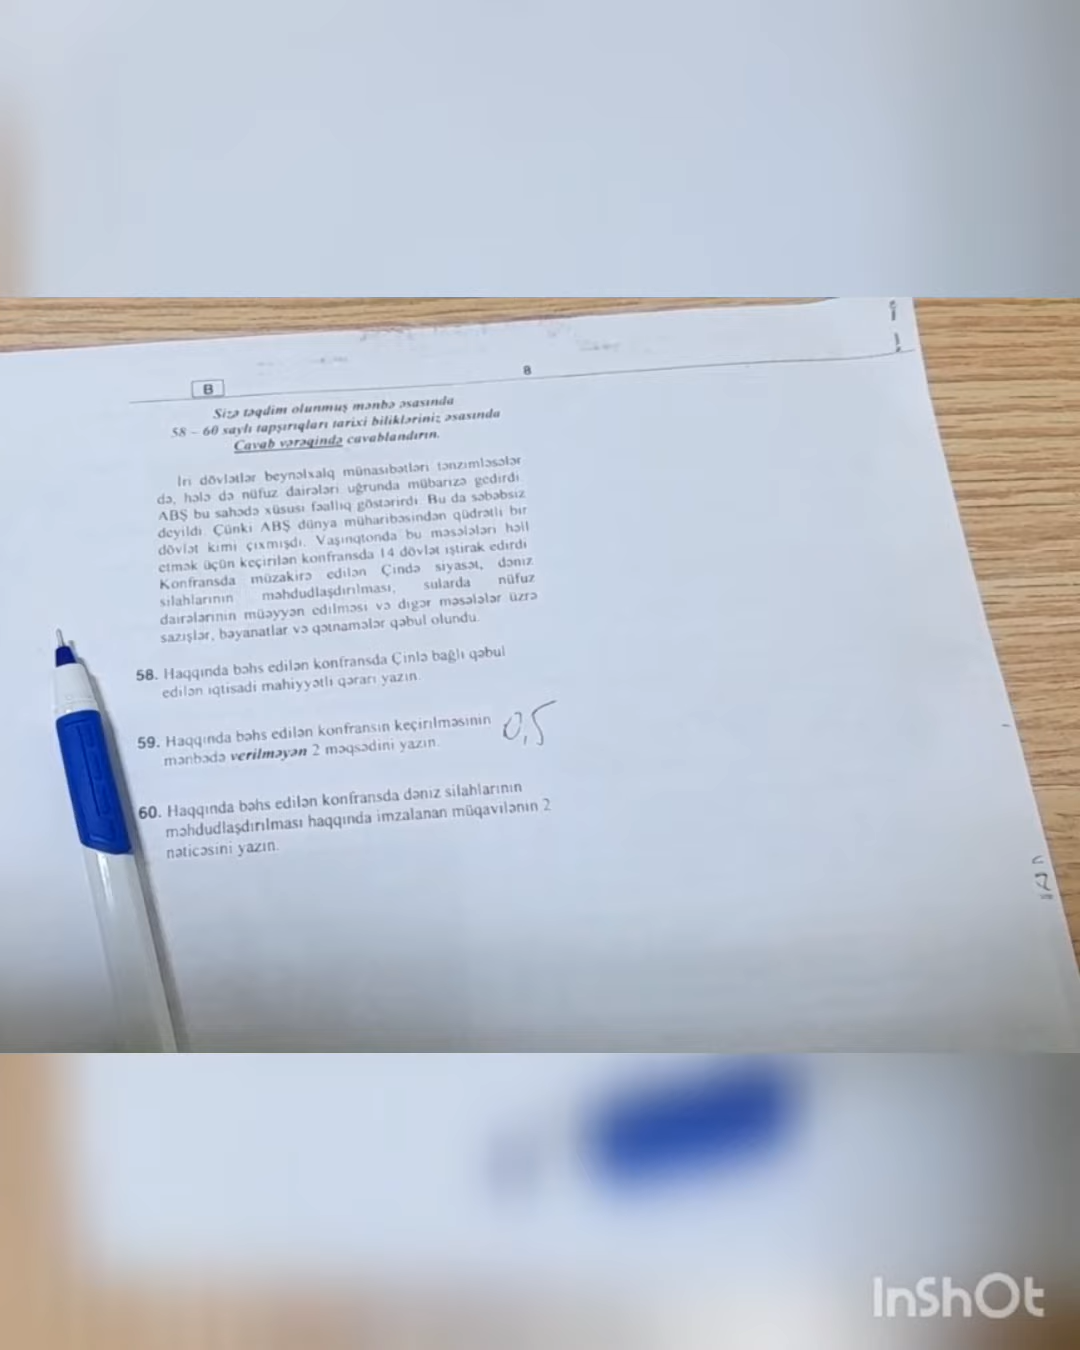 B
8
Sizə təqdim olunmuş mənbə əsasında
58 – 60 saylı tapşırıqları tarixi bilikləriniz əsasında
Cavab vərəqində cavablandırın.
İri dövlətlər beynəlxalq münasibətləri tənzimləsələr
də, hələ də nüfuz dairələri uğrunda mübarizə gedirdi
ABŞ bu sahədə xüsusi fəallıq göstərirdi. Bu da səbəbsiz
deyildi. Çünki ABŞ dünya müharibəsindən qüdrətli bir
dövlət kimi çıxmışdı. Vaşinqtonda bu məsələləri həll
etmək üçün keçirilən konfransda 14 dövlət iştirak edirdi
Konfransda müzakirə edilən Çində siyasət, dəniz
silahlarının məhdudlaşdırılması, sularda nüfuz
dairələrinin müəyyən edilməsi və digər məsələlər üzrə
sazişlər, bəyanatlar və qətnamələr qəbul olundu.
58. Haqqında bəhs edilən konfransda Çinlə bağlı qəbul
edilən iqtisadi mahiyyətli qərarı yazın.
59. Haqqında bəhs edilən konfransın keçirilməsinin
mənbədə verilməyən 2 məqsədini yazın.
0,5
60. Haqqında bəhs edilən konfransda dəniz silahlarının
məhdudlaşdırılması haqqında imzalanan müqavilənin 2
nəticəsini yazın.
InShOt